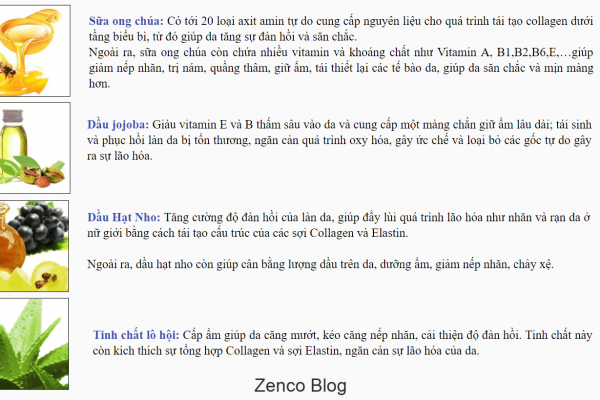 Sữa ong chúa: Có tới 20 loại axit amin tự do cung cấp nguyên liệu cho quá trình tái tạo collagen dưới
tầng biểu bì, từ đó giúp da tăng sự đàn hồi và săn chắc.
Ngoài ra, sữa ong chúa còn chứa nhiều vitamin và khoáng chất như Vitamin A, B1,B2,B6,E,…giúp
giảm nếp nhăn, trị nám, quầng thâm, giữ ẩm, tái thiết lại các tế bào da, giúp da săn chắc và mịn màng
hơn.
Dầu jojoba: Giàu vitamin E và B thấm sâu vào da và cung cấp một màng chắn giữ ẩm lâu dài; tái sinh
và phục hồi làn da bị tổn thương, ngăn cản quá trình oxy hóa, gây ức chế và loại bỏ các gốc tự do gây
ra sự lão hóa.
Dầu Hạt Nho: Tăng cường độ đàn hồi của làn da, giúp đẩy lùi quá trình lão hóa như nhăn và rạn da ở
nữ giới bằng cách tái tạo cấu trúc của các sợi Collagen và Elastin.
Ngoài ra, dầu hạt nho còn giúp cân bằng lượng dầu trên da, dưỡng ẩm, giảm nếp nhăn, chảy xệ.
Tinh chất lô hội: Cấp ẩm giúp da căng mướt, kéo căng nếp nhăn, cải thiện độ đàn hồi. Tinh chất này
còn kích thích sự tổng hợp Collagen và sợi Elastin, ngăn cản sự lão hóa của da.
Zenco Blog